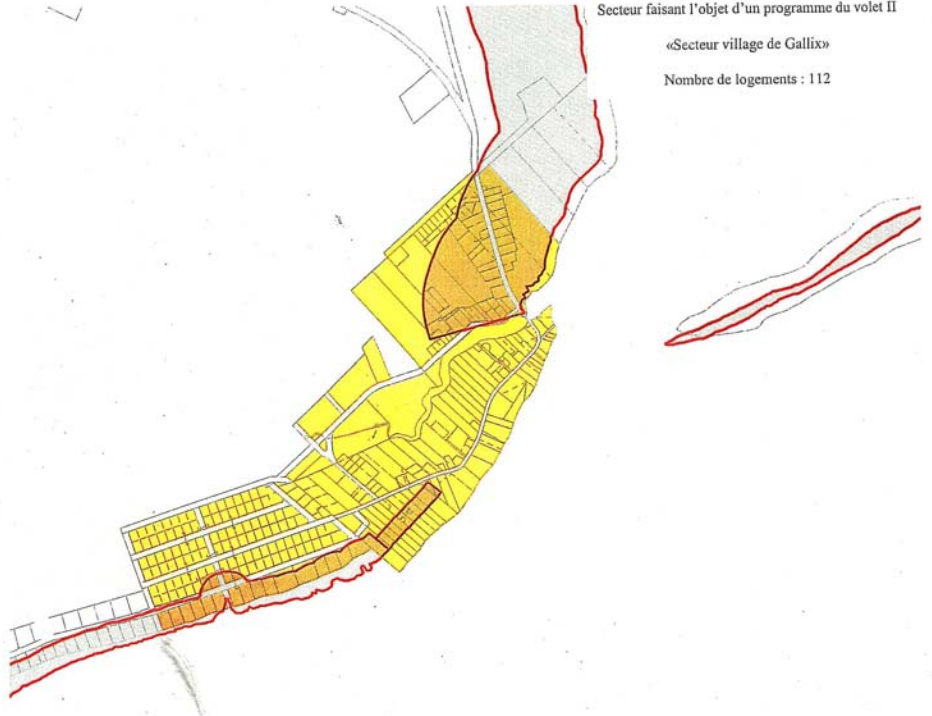 Secteur faisant l'objet d'un programme du volet II
«Secteur village de Gallix»
Nombre de logements : 112